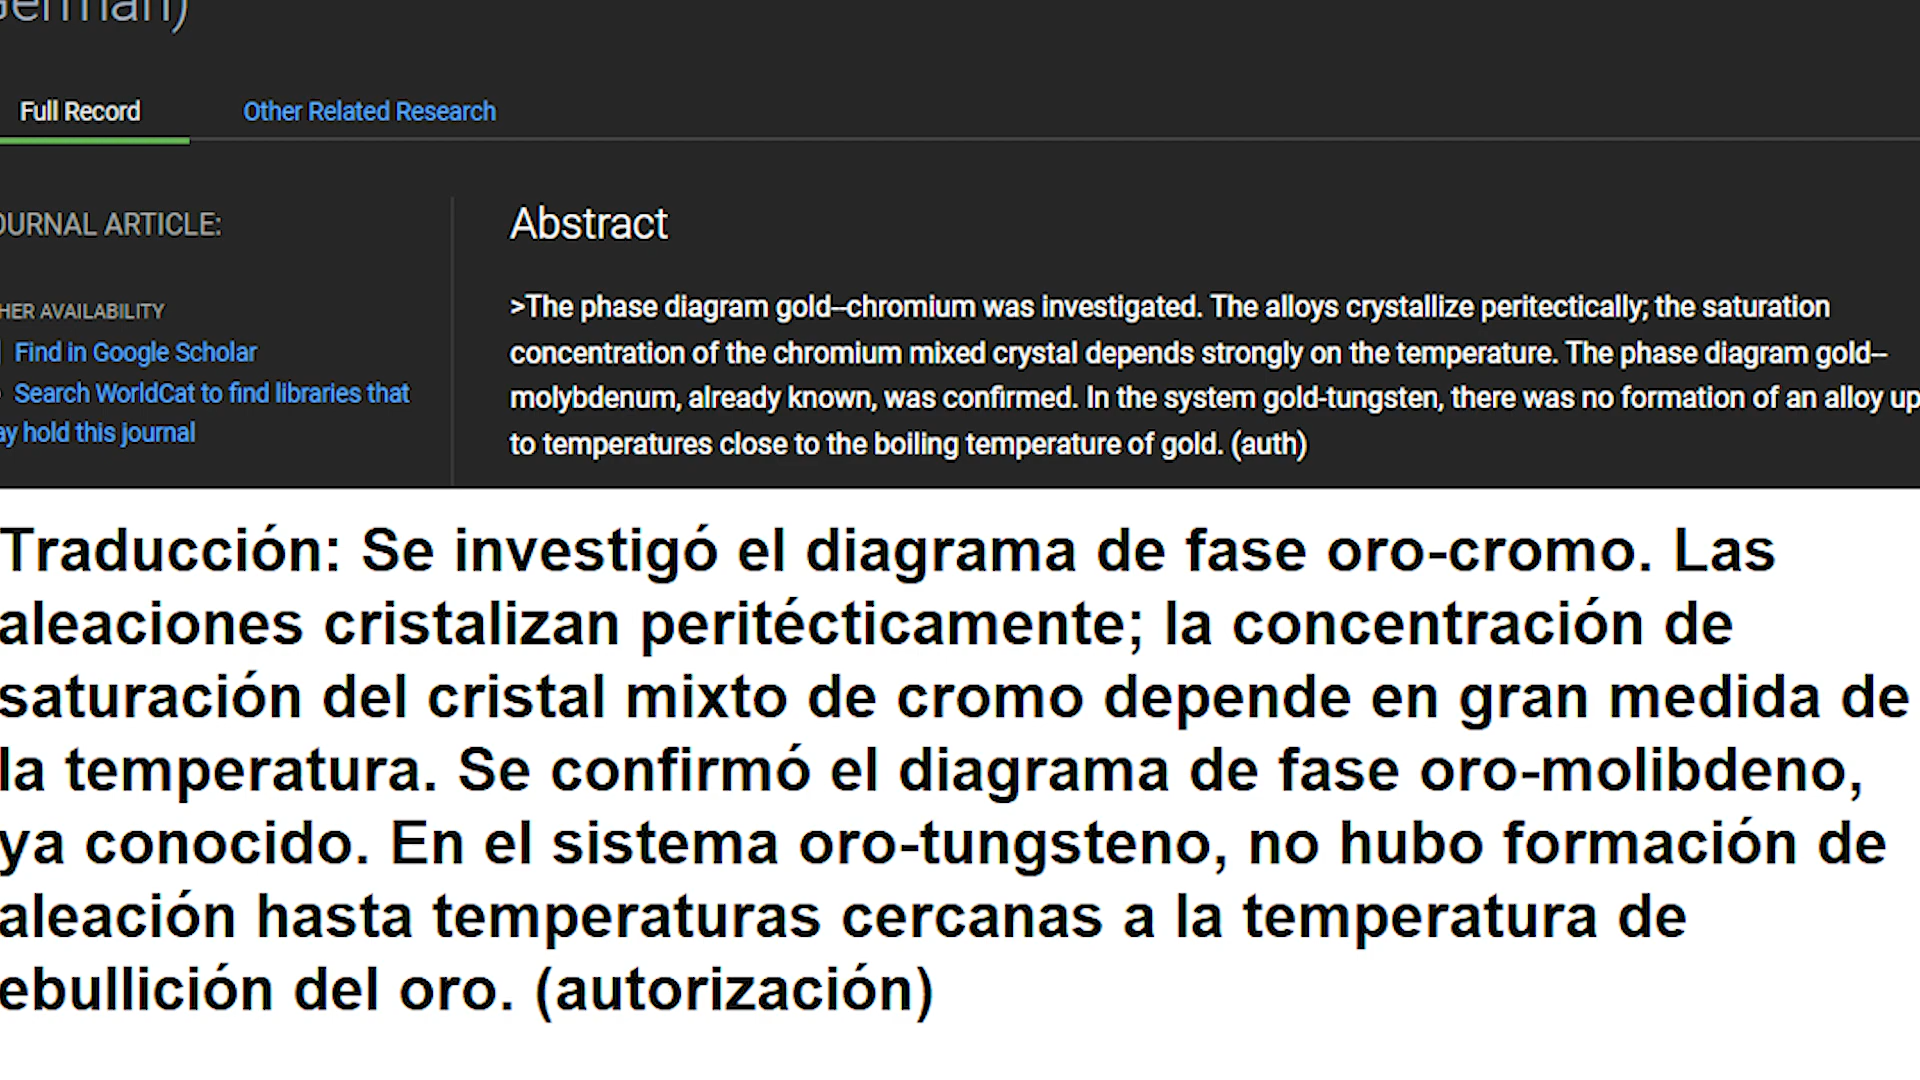 German)
Full Record Other Related Research
OURNAL ARTICLE:
HER AVAILABILITY
Find in Google Scholar
Search WorldCat to find libraries that
ay hold this journal
Abstract
>The phase diagram gold--chromium was investigated. The alloys crystallize peritectically; the saturation
concentration of the chromium mixed crystal depends strongly on the temperature. The phase diagram gold--
molybdenum, already known, was confirmed. In the system gold-tungsten, there was no formation of an alloy up
to temperatures close to the boiling temperature of gold. (auth)
Traducción: Se investigó el diagrama de fase oro-cromo. Las
aleaciones cristalizan peritécticamente; la concentración de
saturación del cristal mixto de cromo depende en gran medida de
la temperatura. Se confirmó el diagrama de fase oro-molibdeno,
ya conocido. En el sistema oro-tungsteno, no hubo formación de
aleación hasta temperaturas cercanas a la temperatura de
ebullición del oro. (autorización)